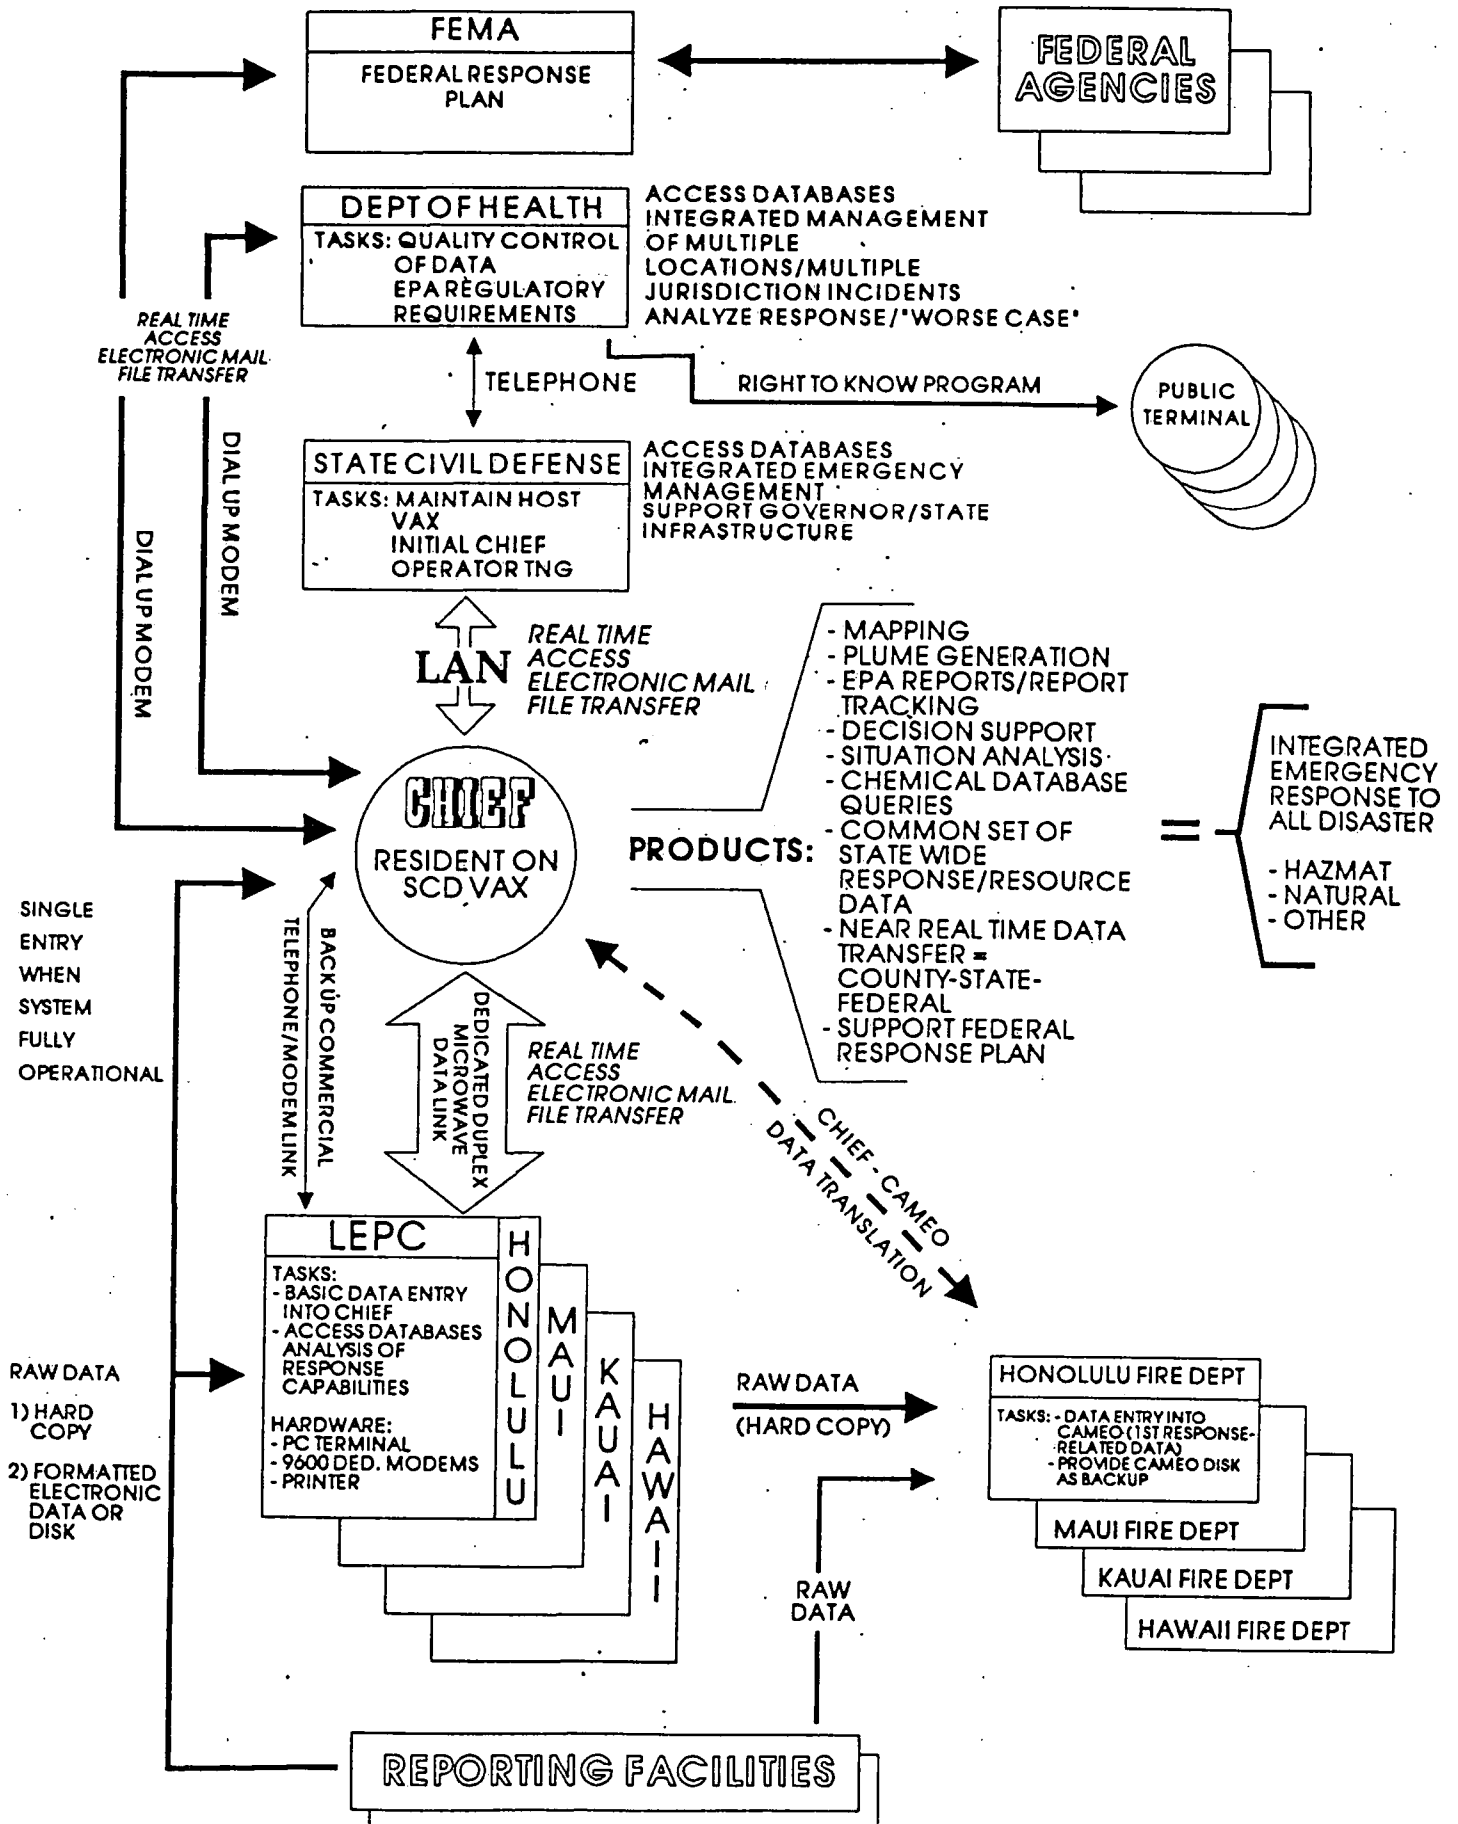 FEMA
FEDERAL RESPONSE
PLAN
FEDERAL
AGENCIES
DEPT OF HEALTH
TASKS: QUALITY CONTROL
OF DATA
EPA REGULATORY
REQUIREMENTS
ACCESS DATABASES
INTEGRATED MANAGEMENT
OF MULTIPLE
LOCATIONS/MULTIPLE
JURISDICTION INCIDENTS
ANALYZE RESPONSE/"WORSE CASE"
REAL TIME
ACCESS
ELECTRONIC MAIL
FILE TRANSFER
TELEPHONE
RIGHT TO KNOW PROGRAM
PUBLIC
TERMINAL
DIAL UP MODEM
DIAL UP MODEM
STATE CIVIL DEFENSE
TASKS: MAINTAIN HOST
VAX
INITIAL CHIEF
OPERATOR TNG
ACCESS DATABASES
INTEGRATED EMERGENCY
MANAGEMENT
SUPPORT GOVERNOR/STATE
INFRASTRUCTURE
LAN
REAL TIME
ACCESS
ELECTRONIC MAIL
FILE TRANSFER
CHIEF
RESIDENT ON
SCD VAX
PRODUCTS:
- MAPPING
- PLUME GENERATION
- EPA REPORTS/REPORT
TRACKING
- DECISION SUPPORT
- SITUATION ANALYSIS
- CHEMICAL DATABASE
QUERIES
- COMMON SET OF
STATE WIDE
RESPONSE/RESOURCE
DATA
- NEAR REAL TIME DATA
TRANSFER =
COUNTY-STATE-
FEDERAL
- SUPPORT FEDERAL
RESPONSE PLAN
=
INTEGRATED
EMERGENCY
RESPONSE TO
ALL DISASTER
- HAZMAT
- NATURAL
- OTHER
SINGLE
ENTRY
WHEN
SYSTEM
FULLY
OPERATIONAL
BACKUP COMMERCIAL
TELEPHONE/MODEM LINK
DEDICATED DUPLEX
MICROWAVE
DATA LINK
REAL TIME
ACCESS
ELECTRONIC MAIL
FILE TRANSFER
CHIEF - CAMEO
DATA TRANSLATION
LEPC
TASKS:
- BASIC DATA ENTRY
INTO CHIEF
- ACCESS DATABASES
ANALYSIS OF
RESPONSE
CAPABILITIES
HARDWARE:
- PC TERMINAL
- 9600 DED. MODEMS
- PRINTER
HONOLULU
MAUI
KAUAI
HAWAII
RAW DATA
1) HARD
COPY
2) FORMATTED
ELECTRONIC
DATA OR
DISK
RAW DATA
(HARD COPY)
HONOLULU FIRE DEPT
TASKS: - DATA ENTRY INTO
CAMEO (1ST RESPONSE-
RELATED DATA)
- PROVIDE CAMEO DISK
AS BACKUP
MAUI FIRE DEPT
KAUAI FIRE DEPT
HAWAII FIRE DEPT
RAW
DATA
REPORTING FACILITIES